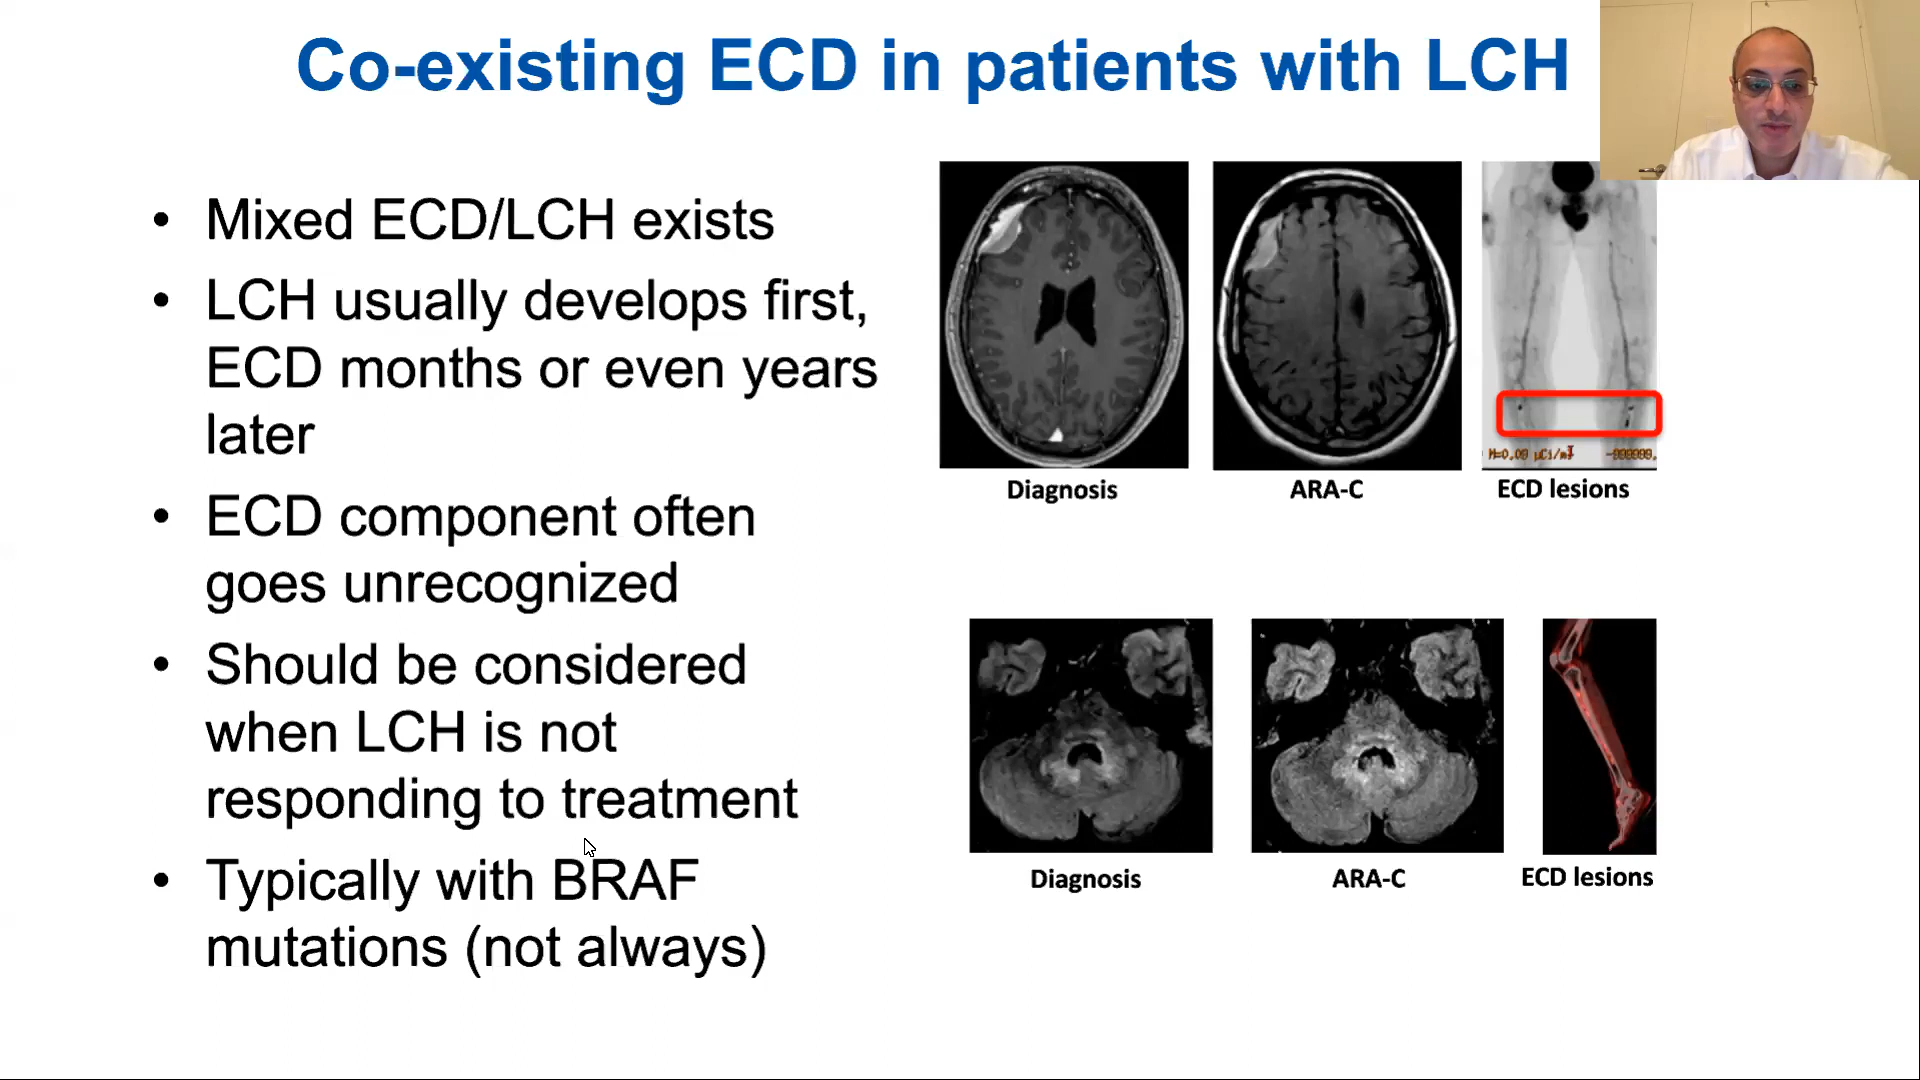 Co-existing ECD in patients with LCH
• Mixed ECD/LCH exists
• LCH usually develops first,
ECD months or even years
later
• ECD component often
goes unrecognized
• Should be considered
when LCH is not
responding to treatment
• Typically with BRAF
mutations (not always)
Diagnosis
ARA-C
ECD lesions
Diagnosis
ARA-C
ECD lesions